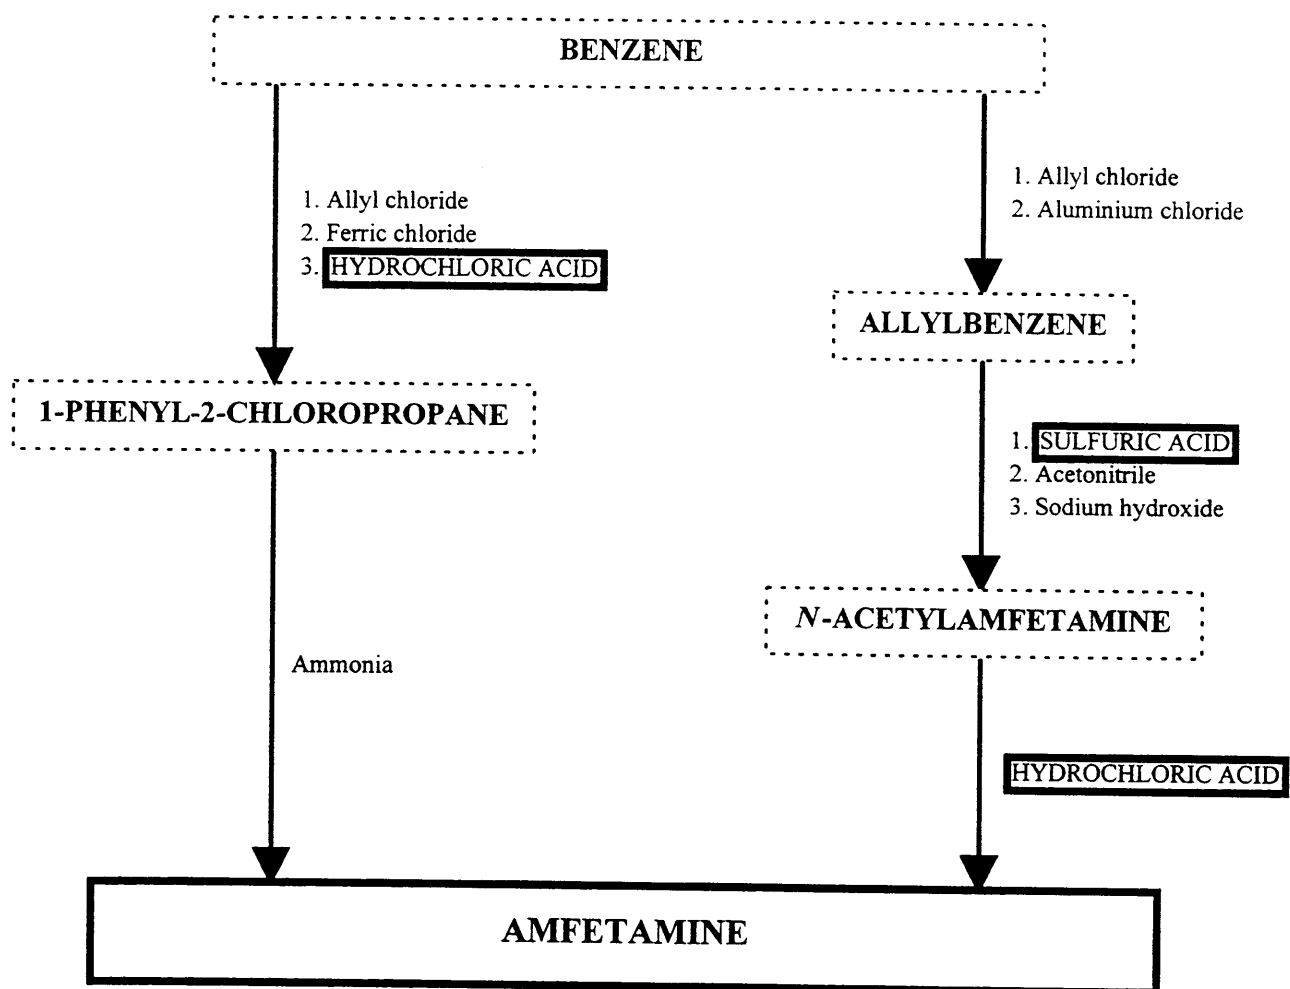 BENZENE
1. Allyl chloride
2. Ferric chloride
3. HYDROCHLORIC ACID
1. Allyl chloride
2. Aluminium chloride
ALLYLBENZENE
1-PHENYL-2-CHLOROPROPANE
1. SULFURIC ACID
2. Acetonitrile
3. Sodium hydroxide
N-ACETYLAMFETAMINE
Ammonia
HYDROCHLORIC ACID
AMFETAMINE